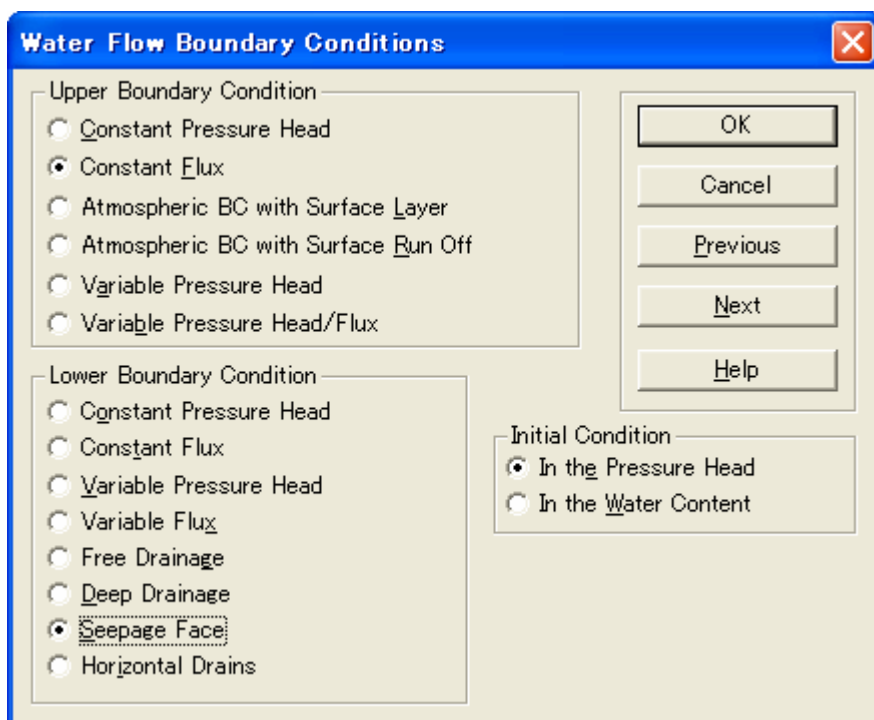 Water Flow Boundary Conditions
Upper Boundary Condition
Constant Pressure Head
Constant Flux
Atmospheric BC with Surface Layer
Atmospheric BC with Surface Run Off
Variable Pressure Head
Variable Pressure Head/Flux
Lower Boundary Condition
Constant Pressure Head
Constant Flux
Variable Pressure Head
Variable Flux
Free Drainage
Deep Drainage
Seepage Face
Horizontal Drains
OK
Cancel
Previous
Next
Help
Initial Condition
In the Pressure Head
In the Water Content